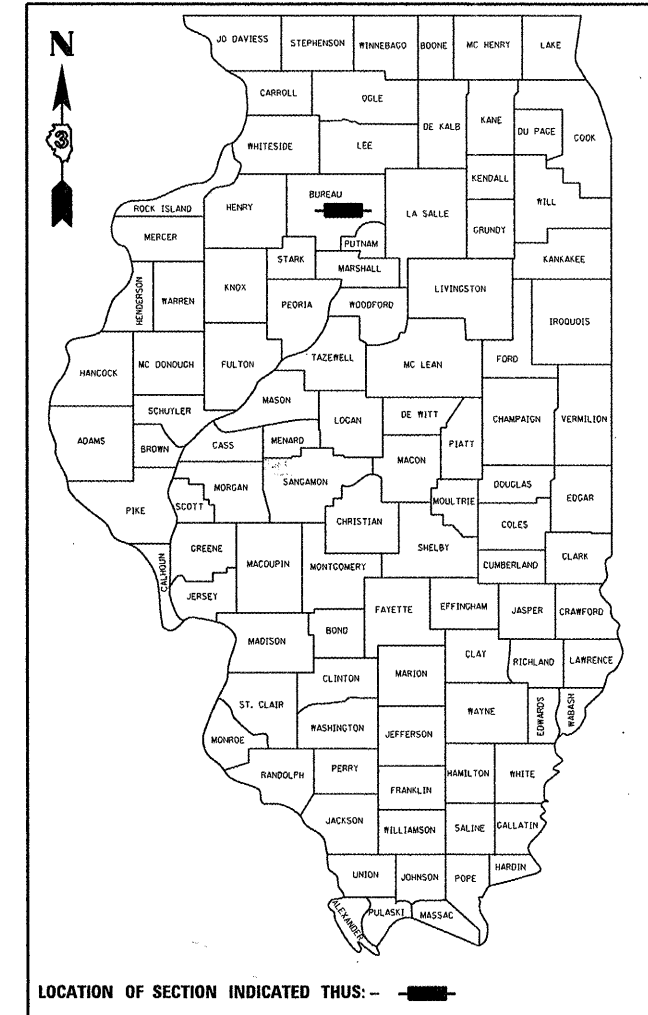 N
3
JO DAVIESS STEPHENSON WINNEBAGO BOONE MC HENRY LAKE
CARROLL OGLE DE KALB KANE DU PAGE COOK
WHITESIDE LEE
KENDALL
ROCK ISLAND HENRY BUREAU LA SALLE GRUNDY WILL
MERCER PUTNAM
STARK MARSHALL KANKAKEE
HENDERSON WARREN KNOX PEORIA WOODFORD LIVINGSTON IROQUOIS
HANCOCK MC DONOUGH FULTON TAZEWELL MC LEAN FORD
MASON
SCHUYLER LOGAN DE WITT CHAMPAIGN VERMILION
ADAMS BROWN CASS MENARD MACON PIATT
MORGAN SANGAMON DOUGLAS
PIKE SCOTT CHRISTIAN MOULTRIE COLES EDGAR
GREENE MACOUPIN MONTGOMERY SHELBY CUMBERLAND CLARK
CALHOUN JERSEY
FAYETTE EFFINGHAM JASPER CRAWFORD
MADISON BOND
CLAY RICHLAND LAWRENCE
CLINTON MARION
ST. CLAIR WAYNE EDWARDS WABASH
MONROE WASHINGTON JEFFERSON
RANDOLPH PERRY HAMILTON WHITE
FRANKLIN
JACKSON WILLIAMSON SALINE GALLATIN
UNION JOHNSON POPE HARDIN
ALEXANDER PULASKI MASSAC
LOCATION OF SECTION INDICATED THUS: -